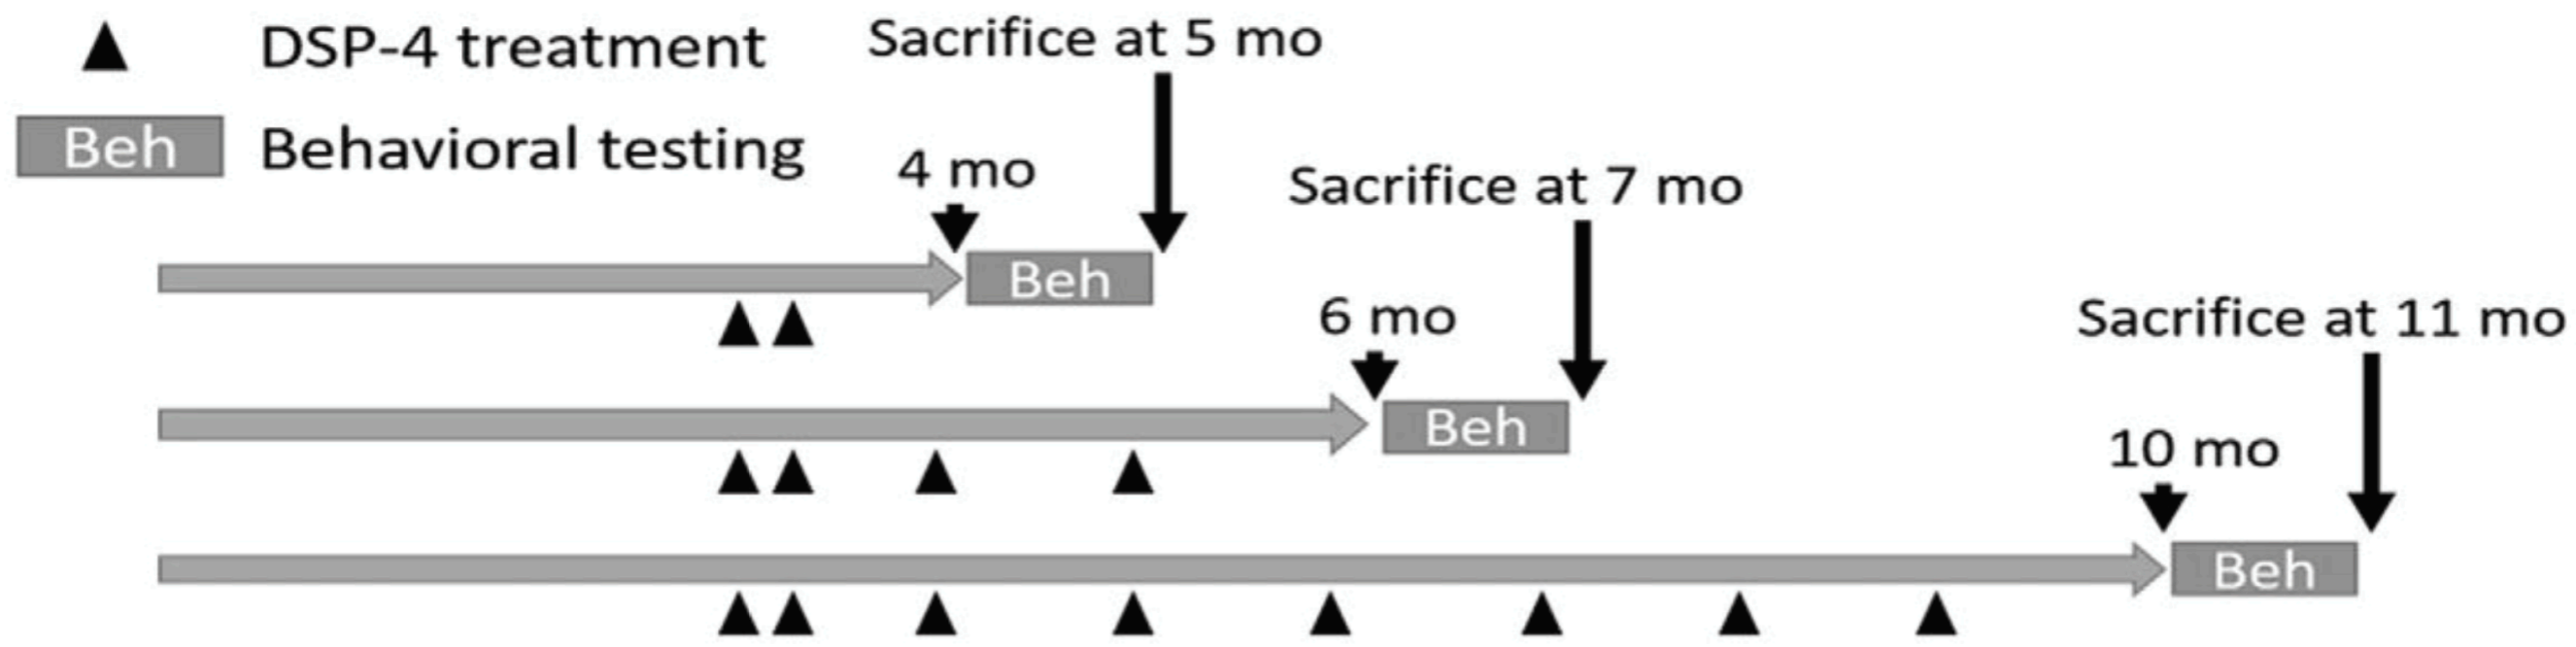 DSP-4 treatment
Beh Behavioral testing
Sacrifice at 5 mo
4 mo
Beh
Sacrifice at 7 mo
6 mo
Beh
Sacrifice at 11 mo
10 mo
Beh